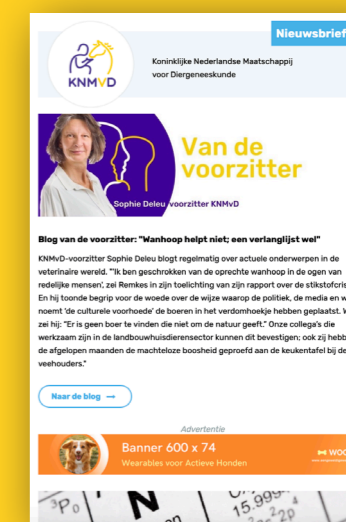 Nieuwsbrief
KNMVD
Koninklijke Nederlandse Maatschappij
voor Diergeneeskunde
Van de
voorzitter
Sophie Deleu voorzitter KNMvD
Blog van de voorzitter: "Wanhoop helpt niet; een verlanglijst wel"
KNMvD-voorzitter Sophie Deleu blogt regelmatig over actuele onderwerpen in de
veterinaire wereld. "'Ik ben geschrokken van de oprechte wanhoop in de ogen van
redelijke mensen', zei Remkes in zijn toelichting van zijn rapport over de stikstofcris
En hij toonde begrip voor de woede over de wijze waarop de politiek, de media en w
noemt 'de culturele voorhoede' de boeren in het verdomhoekje hebben geplaatst. W
zei hij: "Er is geen boer te vinden die niet om de natuur geeft." Onze collega's die
werkzaam zijn in de landbouwhuisdierensector kunnen dit bevestigen; ook zij hebb
de afgelopen maanden de machteloze boosheid geproefd aan de keukentafel bij de
veehouders."
Naar de blog →
Advertentie
Banner 600 x 74
Wearables voor Actieve Honden
WOO
³P₀
N
15.999